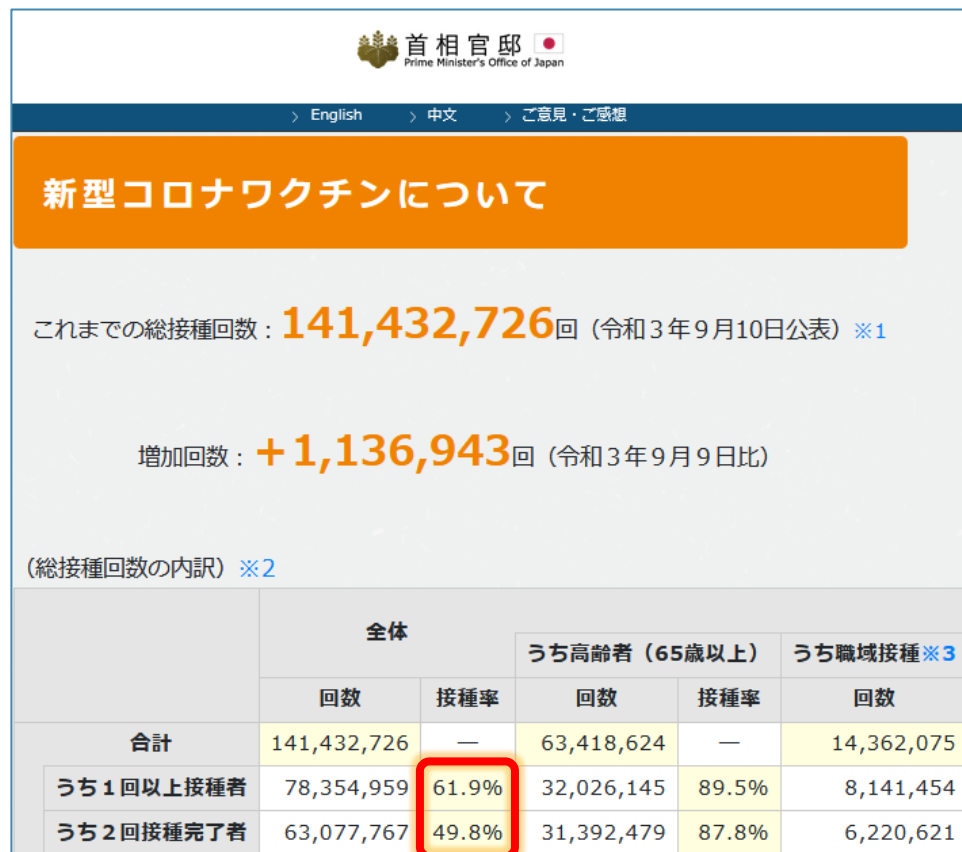 首相官邸
Prime Minister's Office of Japan
> English > 中文 > ご意見・ご感想
新型コロナワクチンについて
これまでの総接種回数：141,432,726回（令和3年9月10日公表）※1
増加回数：＋1,136,943回（令和3年9月9日比）
（総接種回数の内訳）※2
全体
うち高齢者（65歳以上） うち職域接種※3
回数 接種率 回数 接種率 回数
合計 141,432,726 — 63,418,624 — 14,362,075
うち1回以上接種者 78,354,959 61.9% 32,026,145 89.5% 8,141,454
うち2回接種完了者 63,077,767 49.8% 31,392,479 87.8% 6,220,621